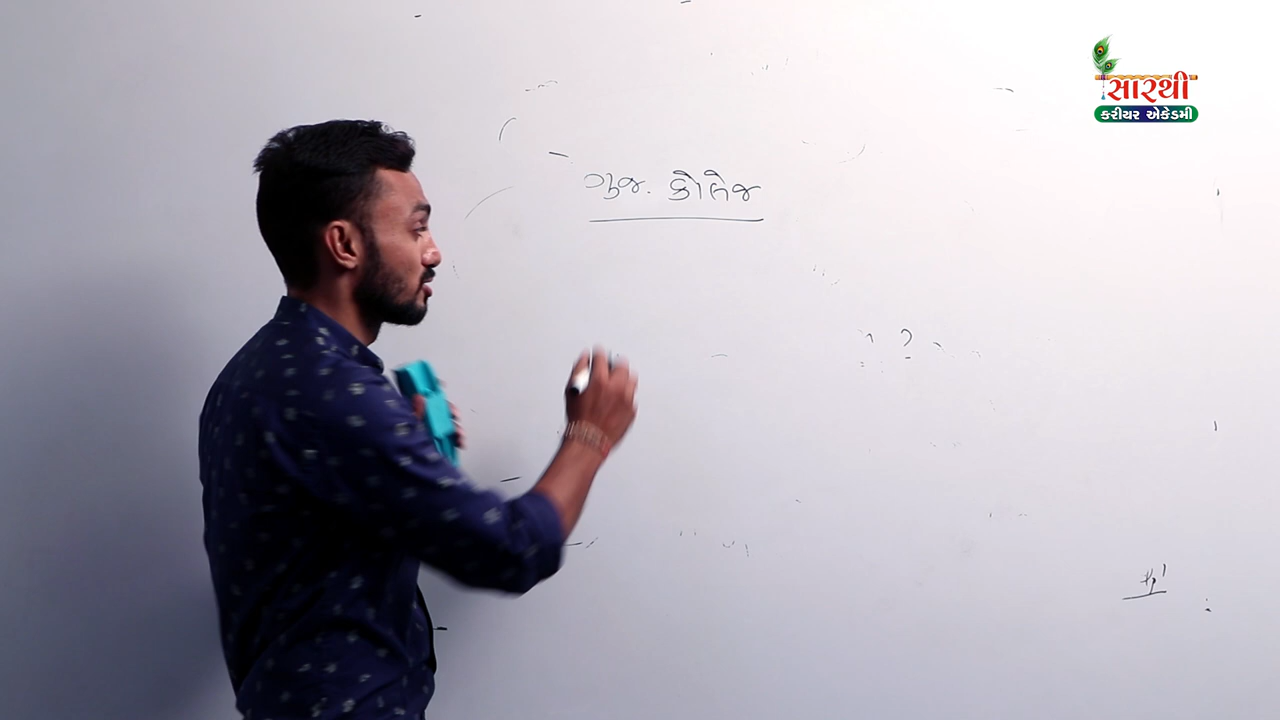 સારથી
કરીયર એકેડમી
ગુજ. કોલેજ
?